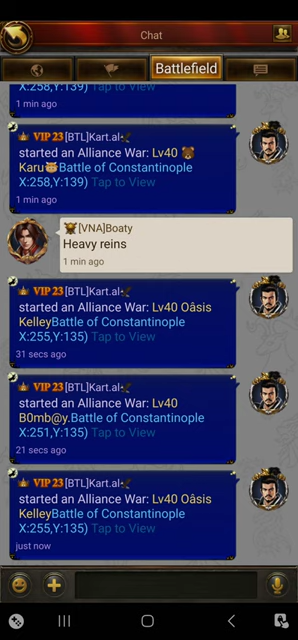 Chat
Battlefield
X:258,Y:139) Tap to View
1 min ago
VIP 23 [BTL]Kart.al
started an Alliance War: Lv40 🐻
Karu🐯Battle of Constantinople
X:258,Y:139) Tap to View
1 min ago
[VNA]Boaty
Heavy reins
1 min ago
VIP 23 [BTL]Kart.al
started an Alliance War: Lv40 Oâsis
KelleyBattle of Constantinople
X:255,Y:135) Tap to View
31 secs ago
VIP 23 [BTL]Kart.al
started an Alliance War: Lv40
B0mb@y.Battle of Constantinople
X:251,Y:135) Tap to View
21 secs ago
VIP 23 [BTL]Kart.al
started an Alliance War: Lv40 Oâsis
KelleyBattle of Constantinople
X:255,Y:135) Tap to View
just now